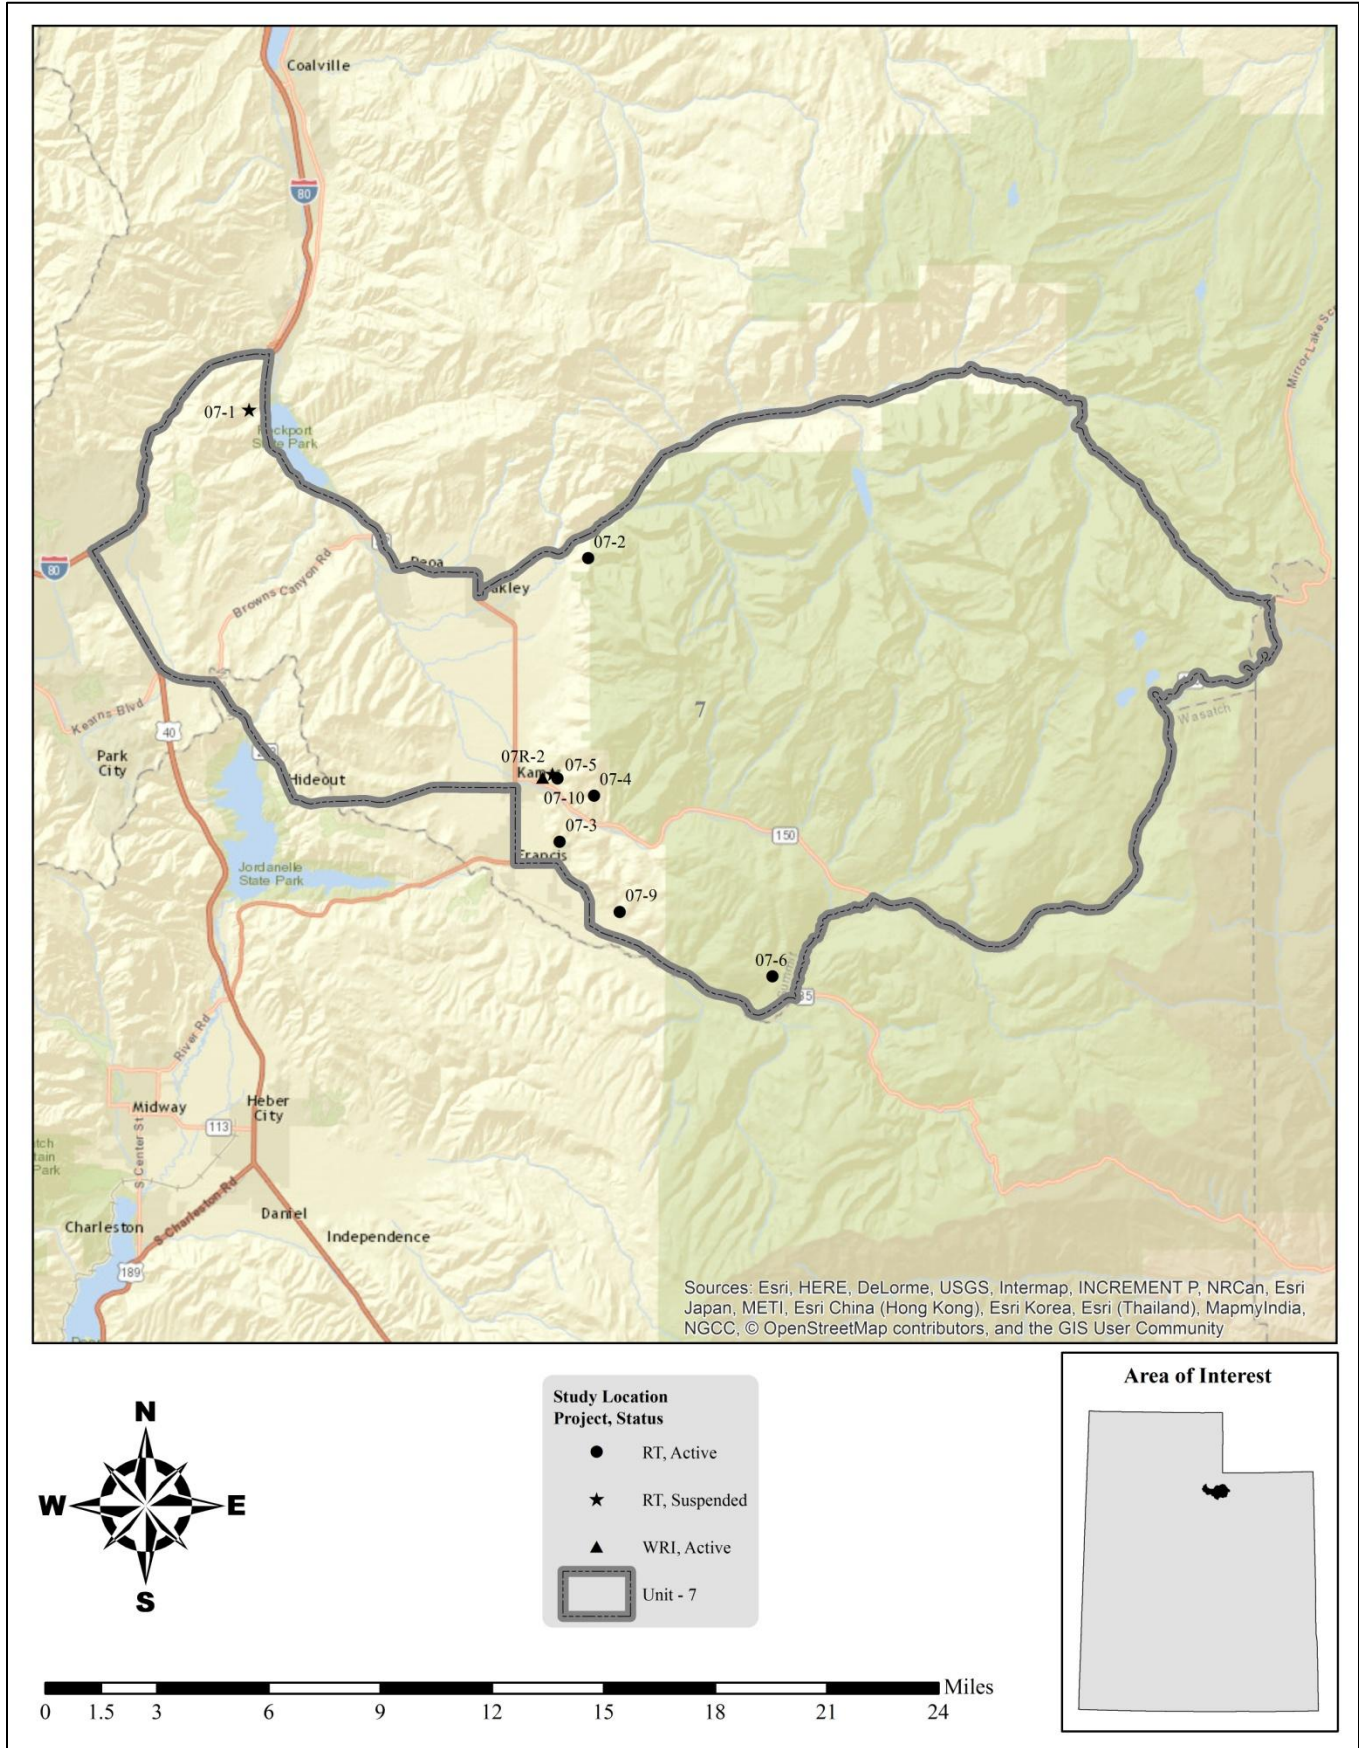 Coalville
80
07-1
Rockport
State Park
Mirror Lake Sc
07-2
80
Peoa
Oakley
Browns Canyon Rd
7
Wasatch
Kearns Blvd
40
Park
City
Hideout
07R-2
Kamas
07-5
07-4
07-10
07-3
150
Francis
Jordanelle
State Park
07-9
07-6
Summit
35
River Rd
Midway
Heber
City
113
S Center St
S Charleston Rd
Charleston
Daniel
Independence
189
Sources: Esri, HERE, DeLorme, USGS, Intermap, INCREMENT P, NRCan, Esri
Japan, METI, Esri China (Hong Kong), Esri Korea, Esri (Thailand), MapmyIndia,
NGCC, © OpenStreetMap contributors, and the GIS User Community
N
W
E
S
Study Location
Project, Status
RT, Active
RT, Suspended
WRI, Active
Unit - 7
Area of Interest
Miles
0 1.5 3 6 9 12 15 18 21 24